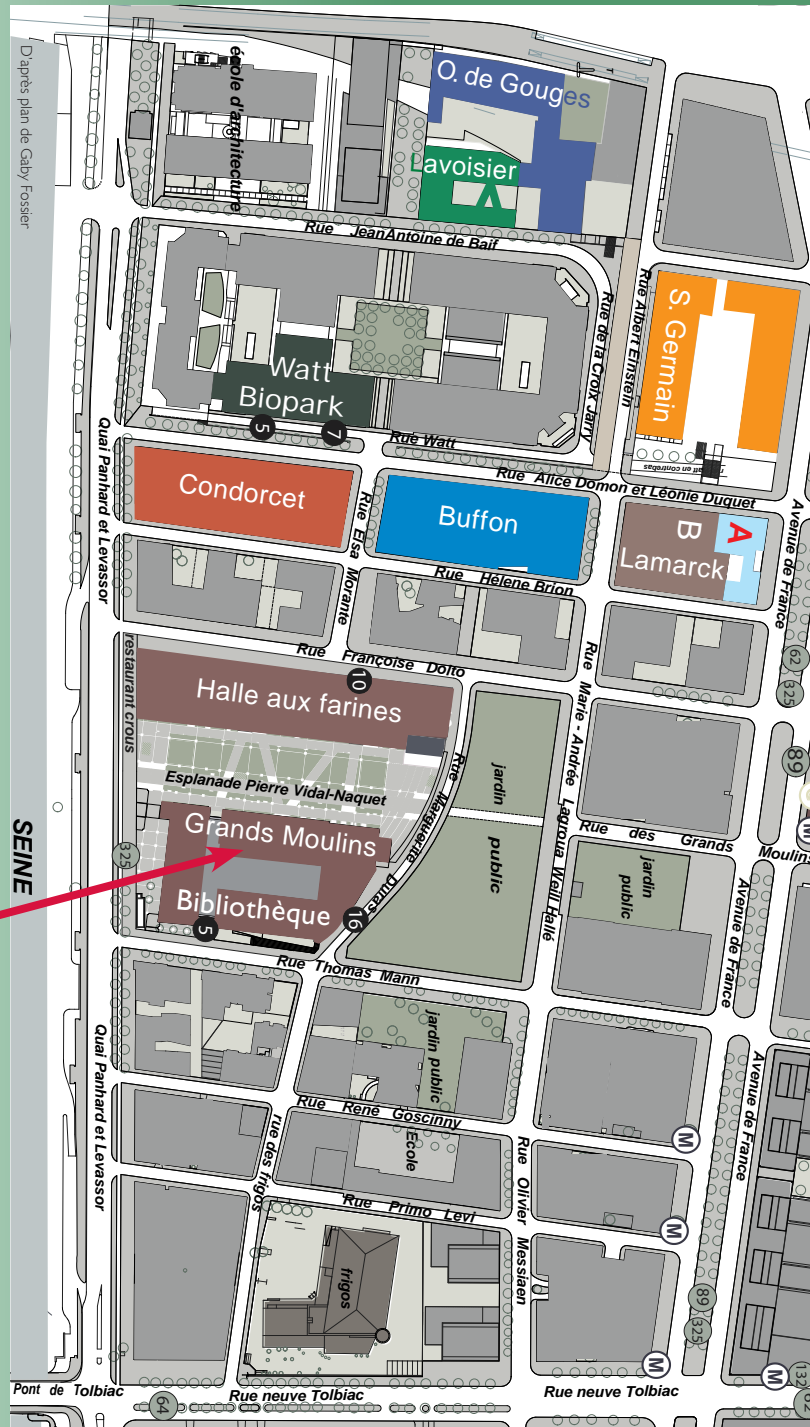 D'après plan de Gaby Fossier
école d'architecture
O. de Gouges
Lavoisier
Rue JeanAntoine de Baif
Rue de la Croix Jarry
Rue Albert Einstein
S. Germain
Watt
Biopark
5
7
Rue Watt
Rue Alice Domon et Léonie Duquet
Avenue de France
Quai Panhard et Levassor
Condorcet
Rue Elsa Morante
Buffon
B
A
Lamarck
Rue Hélène Brion
62
325
restaurant crous
Rue Françoise Dolto
10
Halle aux farines
Rue Marie - Andrée Lagroua Weill Hallé
89
M
Esplanade Pierre Vidal-Naquet
Rue Marguerite Duras
jardin
public
Rue des Grands Moulins
jardin
public
Avenue de France
SEINE
325
Grands Moulins
Bibliothèque
5
16
Rue Thomas Mann
jardin public
Quai Panhard et Levassor
Avenue de France
Rue René Goscinny
M
rue des frigos
Ecole
Rue Olivier Messiaen
Rue Primo Levi
M
frigos
89
325
M
M
132
Pont de Tolbiac
64
Rue neuve Tolbiac
Rue neuve Tolbiac